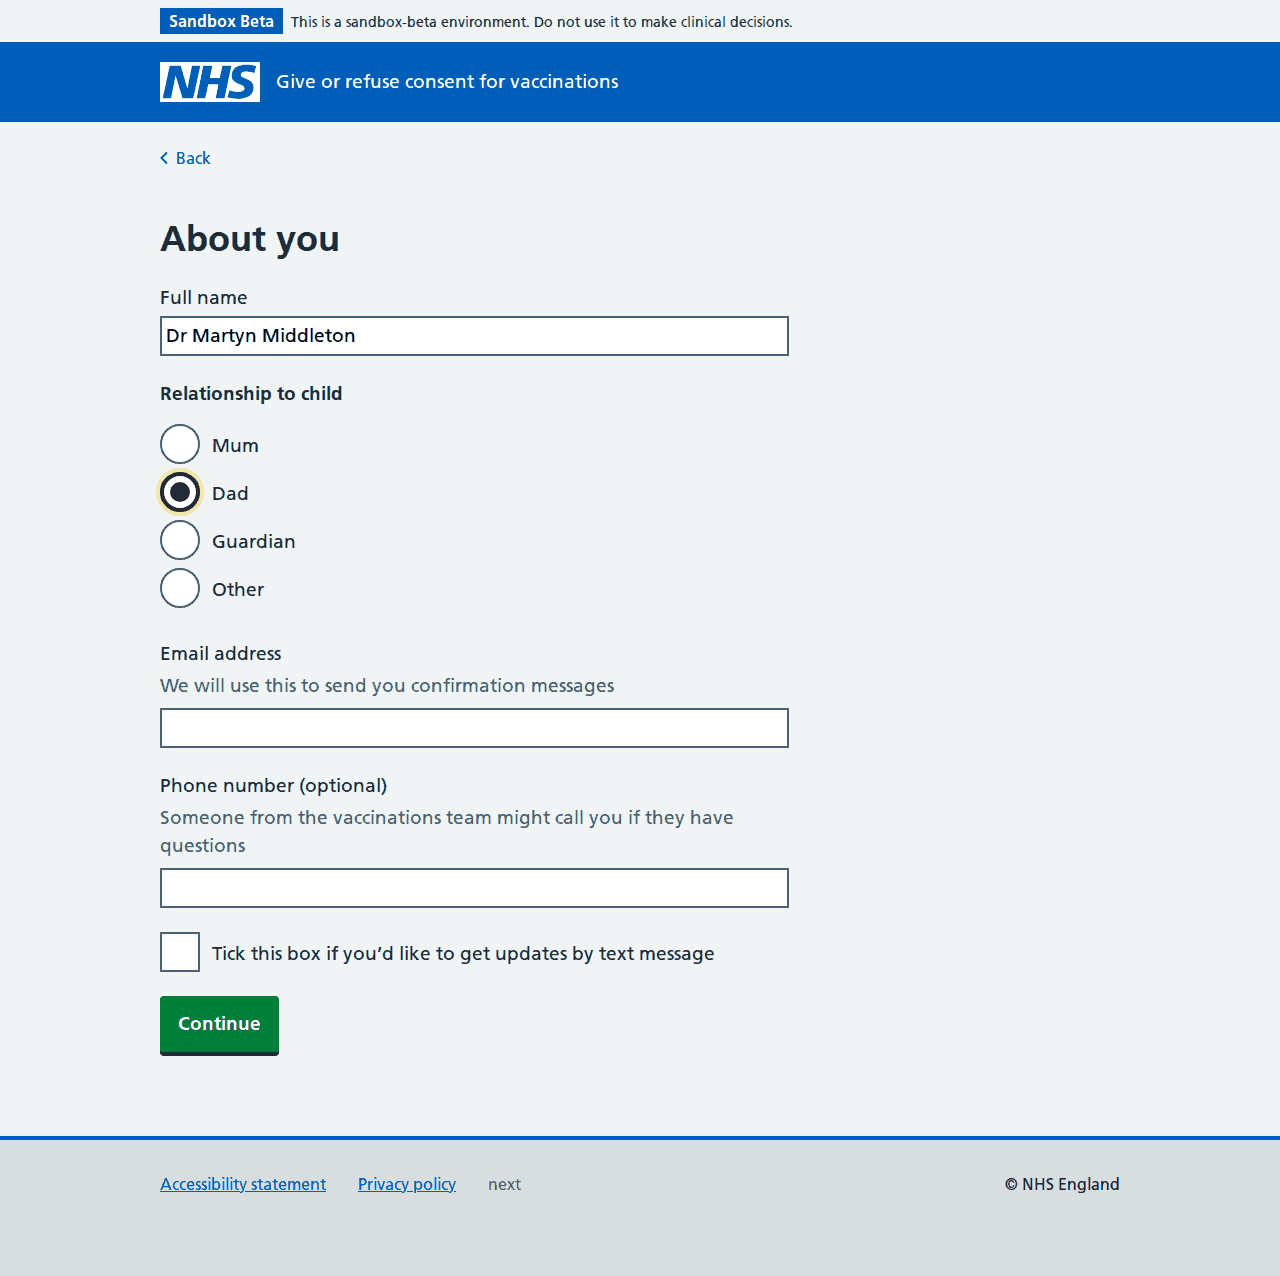 Sandbox Beta This is a sandbox-beta environment. Do not use it to make clinical decisions.
NHS Give or refuse consent for vaccinations
Back
About you
Full name
Dr Martyn Middleton
Relationship to child
Mum
Dad
Guardian
Other
Email address
We will use this to send you confirmation messages
Phone number (optional)
Someone from the vaccinations team might call you if they have
questions
Tick this box if you’d like to get updates by text message
Continue
Accessibility statement Privacy policy next © NHS England